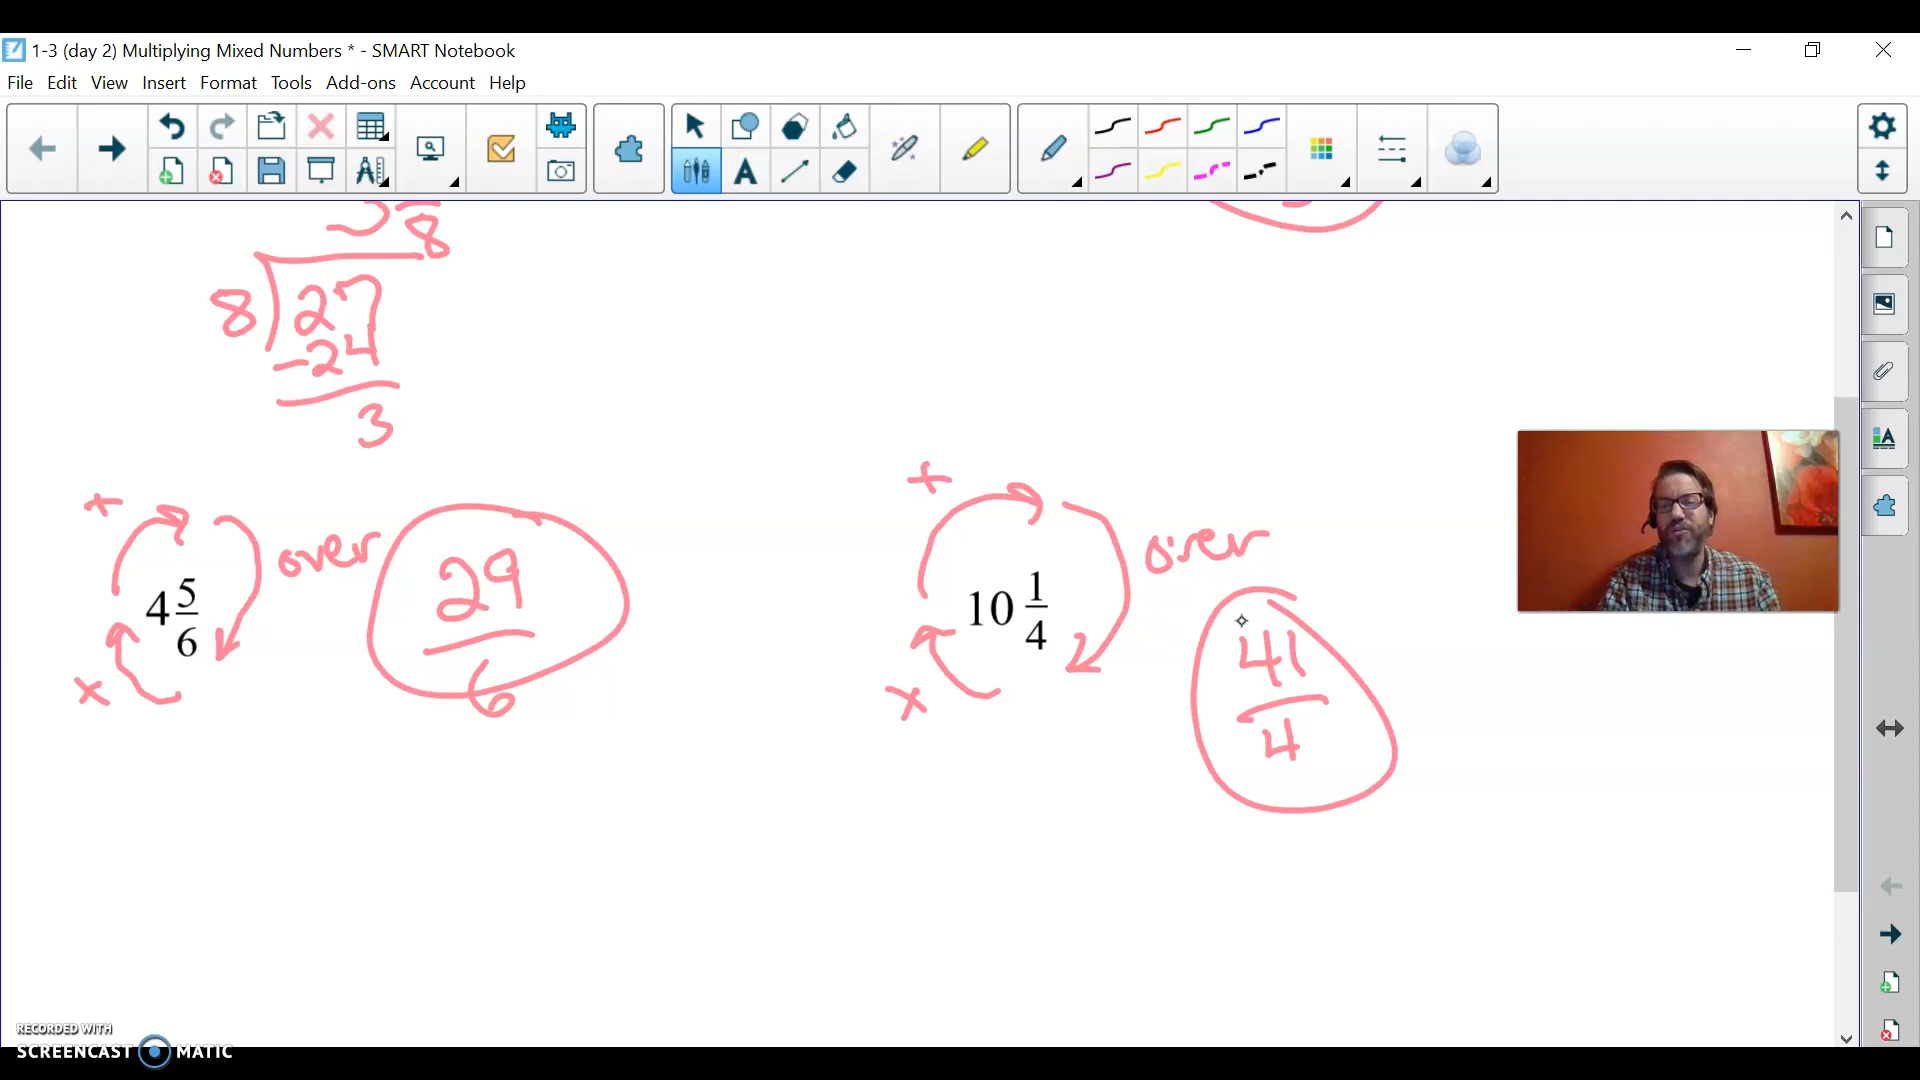 1-3 (day 2) Multiplying Mixed Numbers * - SMART Notebook
File Edit View Insert Format Tools Add-ons Account Help
8
8 27
-24
3
+
over
4 5/6
29/6
x
+
over
10 1/4
41/4
x
RECORDED WITH
SCREENCAST MATIC